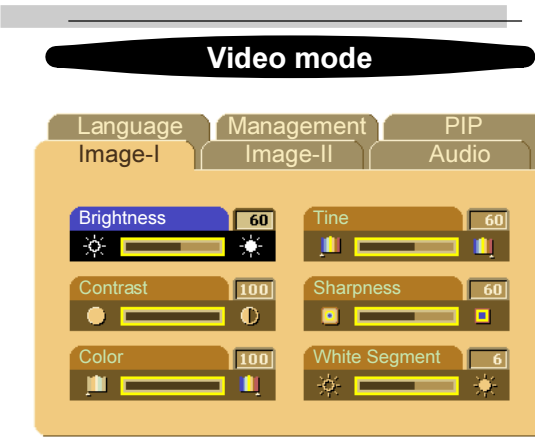 Video mode
Language Management PIP
Image-I Image-II Audio
Brightness 60 Tine 60
Contrast 100 Sharpness 60
Color 100 White Segment 6